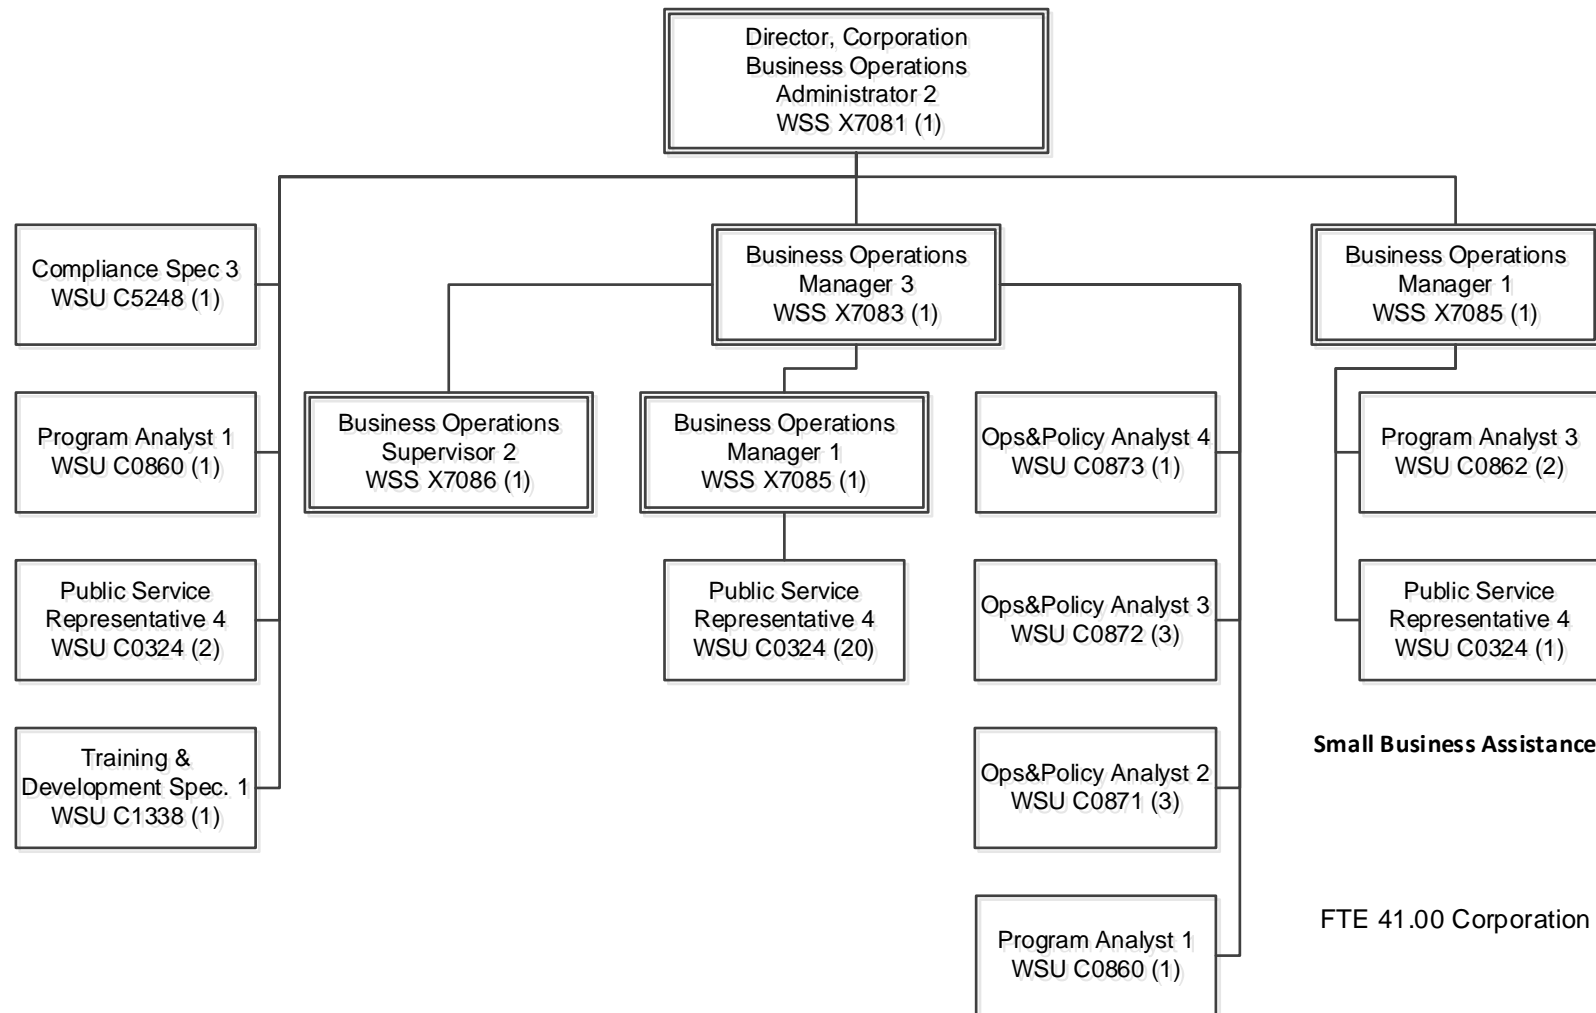 Director, Corporation
Business Operations
Administrator 2
WSS X7081 (1)
Compliance Spec 3
WSU C5248 (1)
Program Analyst 1
WSU C0860 (1)
Public Service
Representative 4
WSU C0324 (2)
Training &
Development Spec. 1
WSU C1338 (1)
Business Operations
Manager 3
WSS X7083 (1)
Business Operations
Supervisor 2
WSS X7086 (1)
Business Operations
Manager 1
WSS X7085 (1)
Public Service
Representative 4
WSU C0324 (20)
Ops&Policy Analyst 4
WSU C0873 (1)
Ops&Policy Analyst 3
WSU C0872 (3)
Ops&Policy Analyst 2
WSU C0871 (3)
Program Analyst 1
WSU C0860 (1)
Business Operations
Manager 1
WSS X7085 (1)
Program Analyst 3
WSU C0862 (2)
Public Service
Representative 4
WSU C0324 (1)
Small Business Assistance
FTE 41.00 Corporation